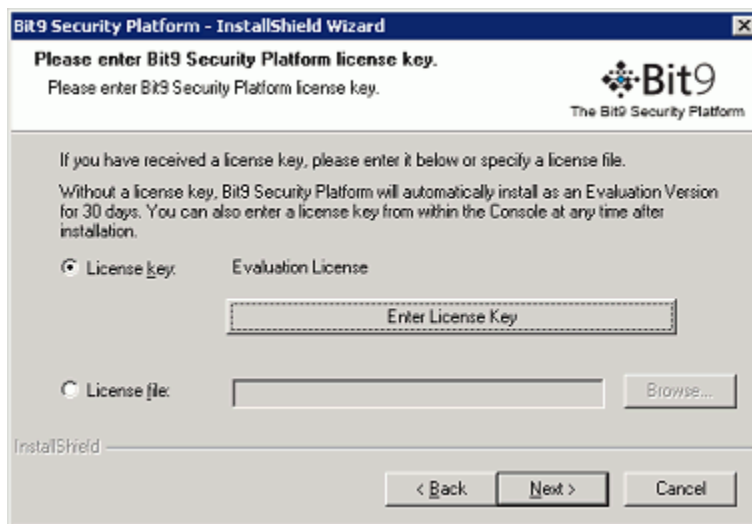 Bit9 Security Platform - InstallShield Wizard
Please enter Bit9 Security Platform license key.
Please enter Bit9 Security Platform license key.
Bit9
The Bit9 Security Platform
If you have received a license key, please enter it below or specify a license file.
Without a license key, Bit9 Security Platform will automatically install as an Evaluation Version
for 30 days. You can also enter a license key from within the Console at any time after
installation.
License key: Evaluation License
Enter License Key
License file: Browse...
InstallShield
< Back Next > Cancel